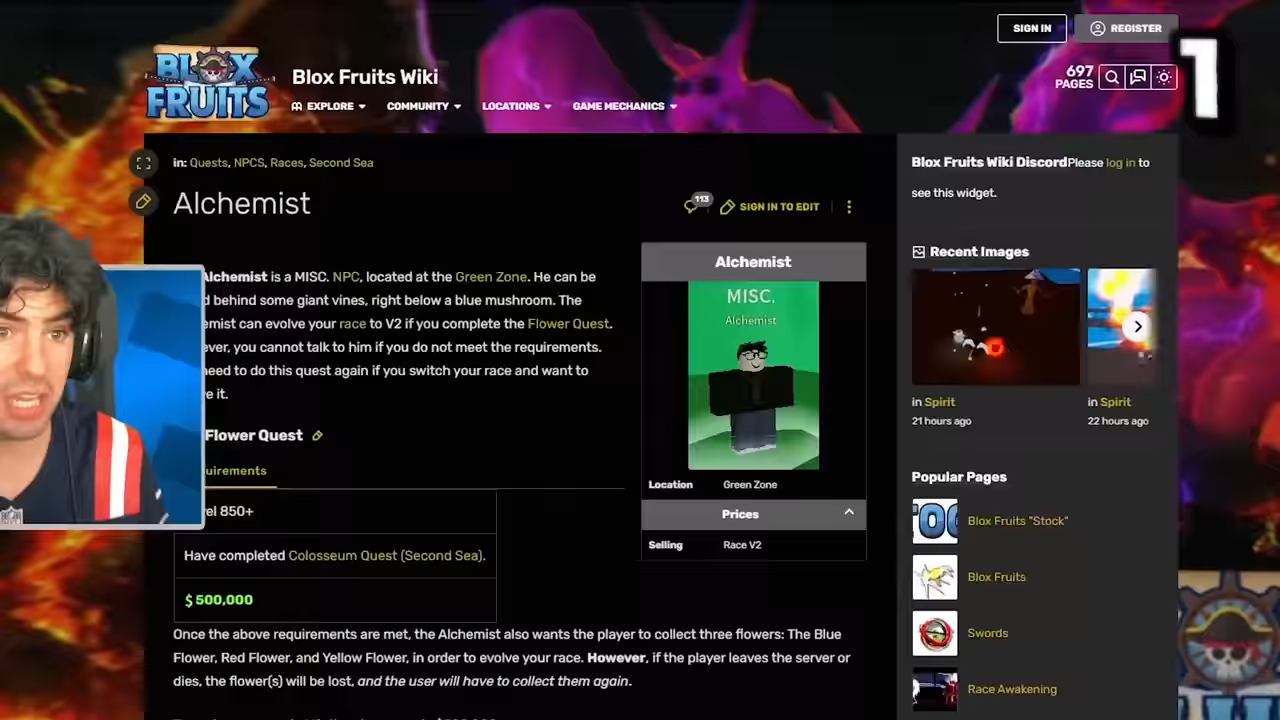 SIGN IN
REGISTER
1
BLOX
FRUITS
Blox Fruits Wiki
697
PAGES
EXPLORE
COMMUNITY
LOCATIONS
GAME MECHANICS
in: Quests, NPCS, Races, Second Sea
Alchemist
113
SIGN IN TO EDIT
Alchemist is a MISC. NPC, located at the Green Zone. He can be
behind some giant vines, right below a blue mushroom. The
emist can evolve your race to V2 if you complete the Flower Quest.
ever, you cannot talk to him if you do not meet the requirements.
need to do this quest again if you switch your race and want to
e it.
Flower Quest
uirements
el 850+
Have completed Colosseum Quest (Second Sea).
$ 500,000
Once the above requirements are met, the Alchemist also wants the player to collect three flowers: The Blue
Flower, Red Flower, and Yellow Flower, in order to evolve your race. However, if the player leaves the server or
dies, the flower(s) will be lost, and the user will have to collect them again.
Alchemist
MISC.
Alchemist
Location Green Zone
Prices
Selling Race V2
Blox Fruits Wiki DiscordPlease log in to
see this widget.
Recent Images
in Spirit
21 hours ago
in Spirit
22 hours ago
Popular Pages
Blox Fruits "Stock"
Blox Fruits
Swords
Race Awakening